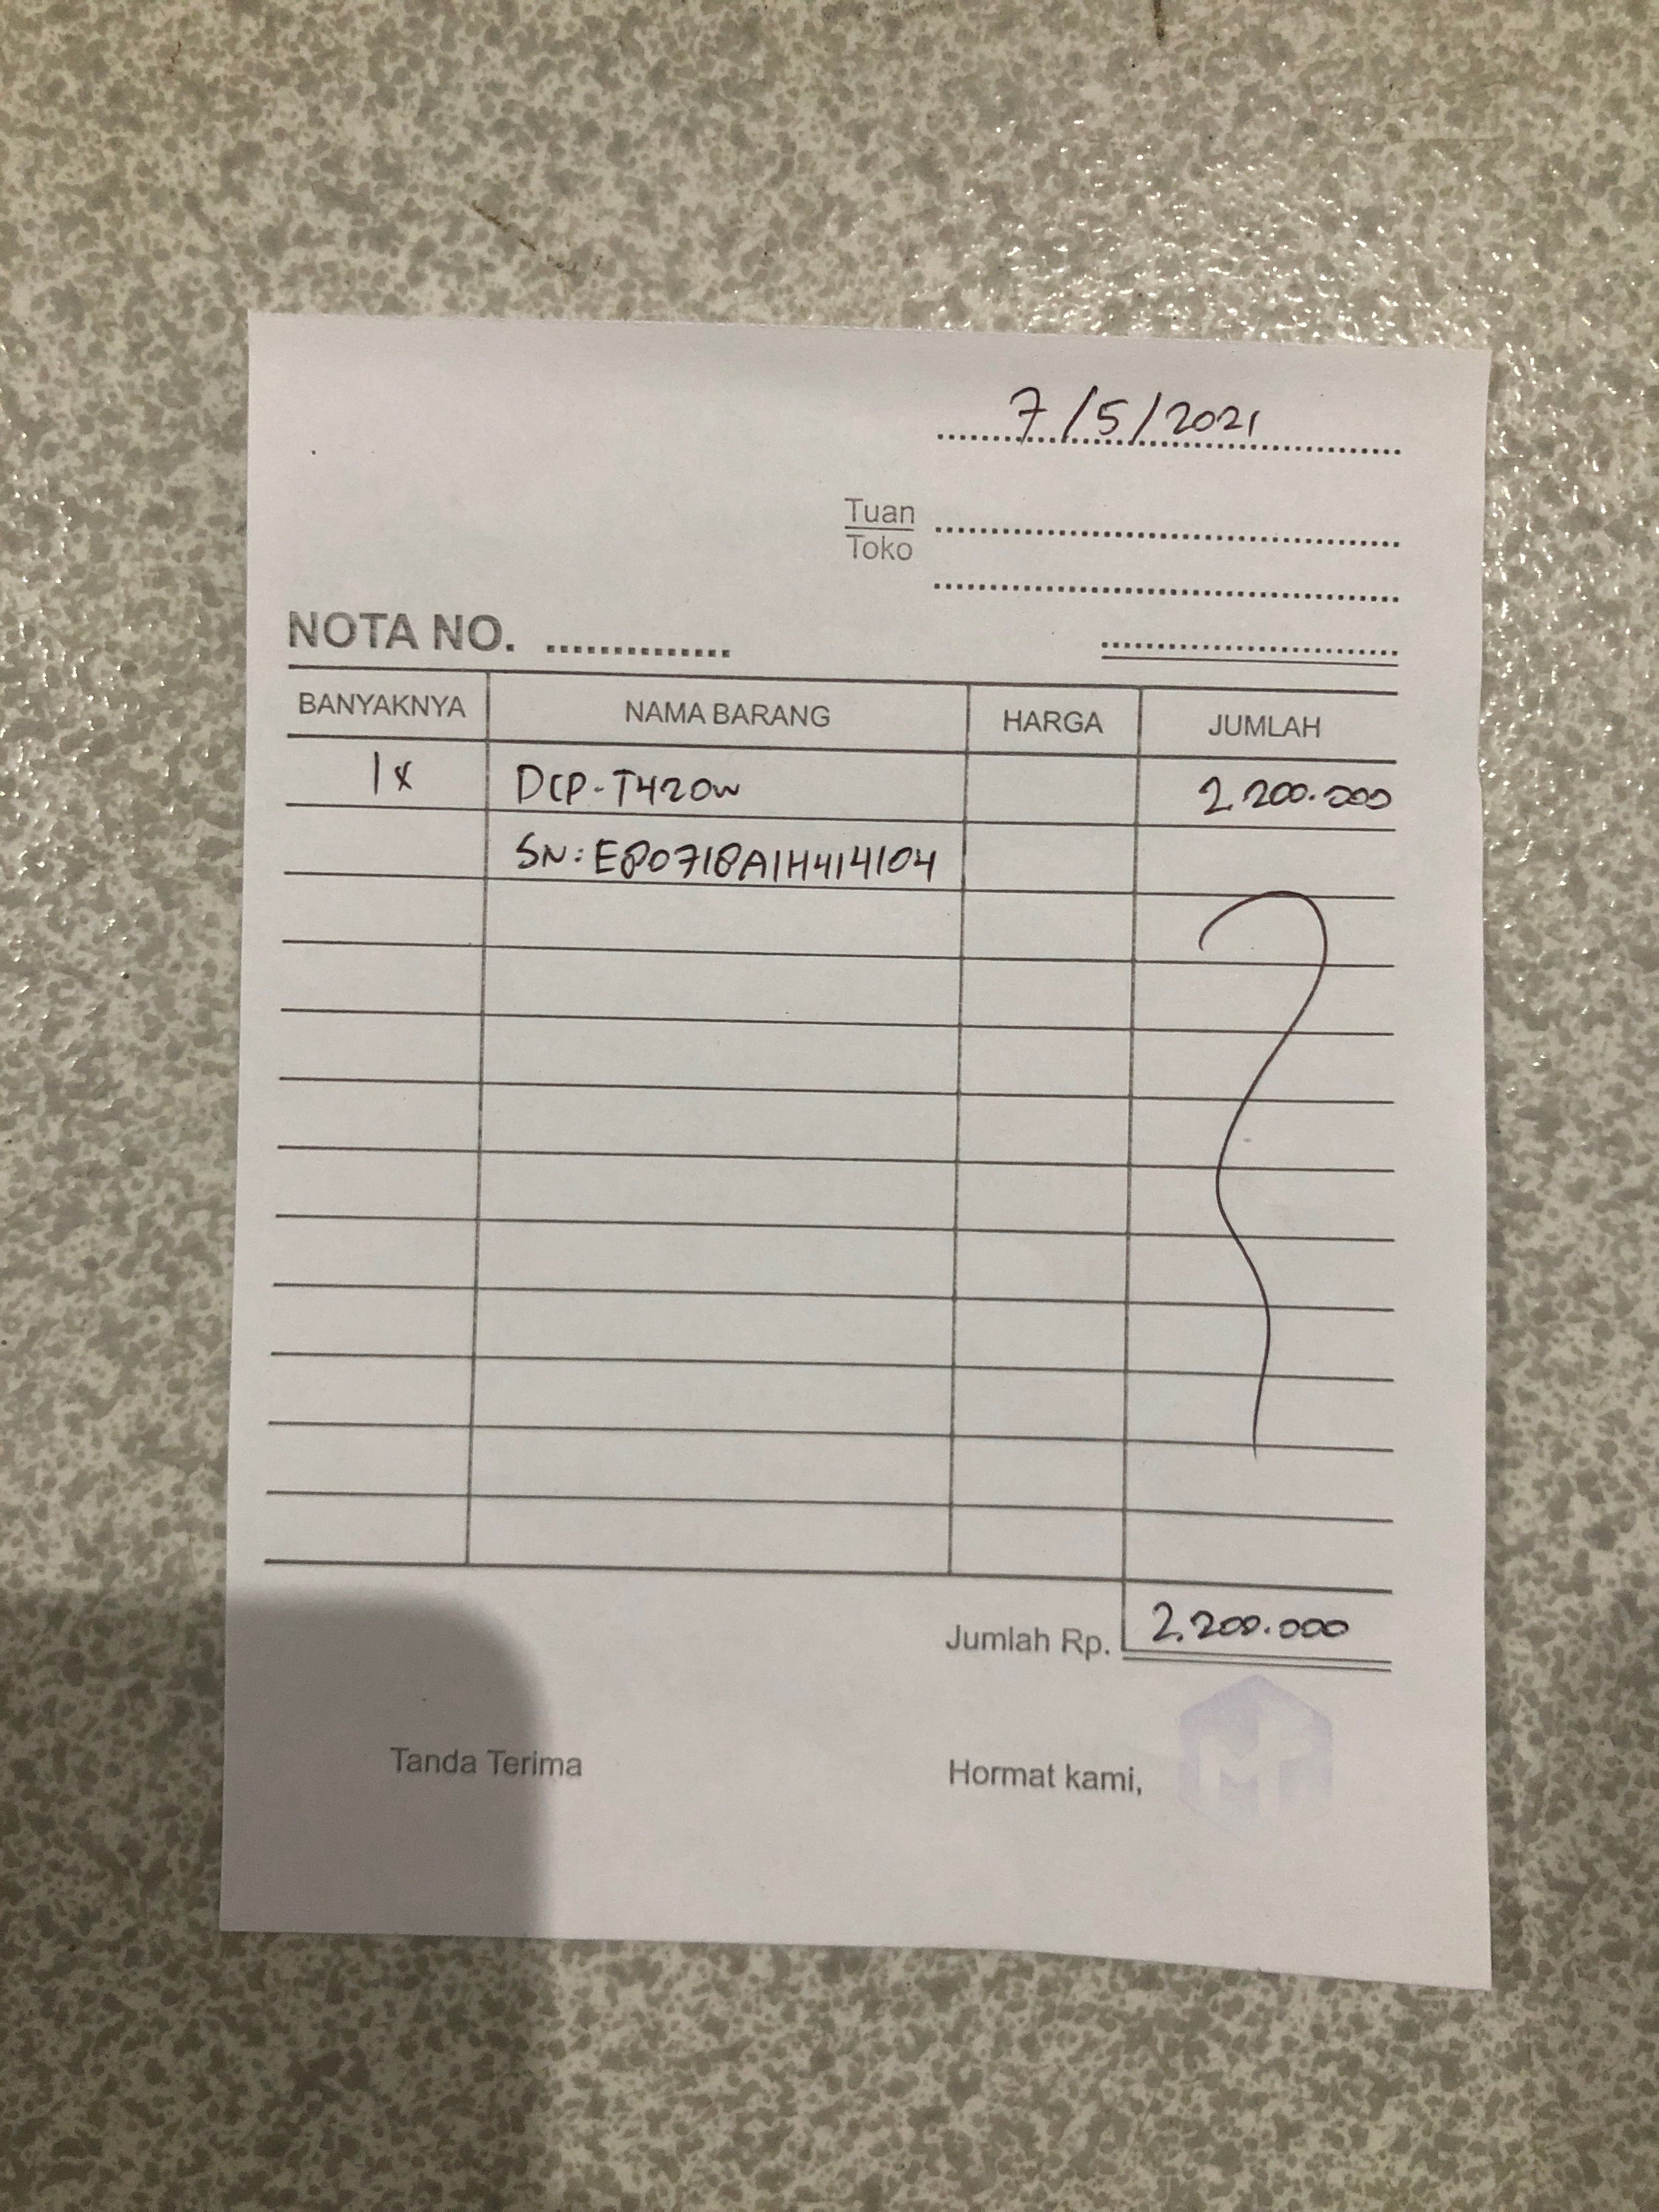 7/5/2021
Tuan
Toko
NOTA NO.
BANYAKNYA NAMA BARANG HARGA JUMLAH
1x DCP-T420W 2.200.000
SN: E80718A1H414104
Jumlah Rp. 2.200.000
Tanda Terima Hormat kami,